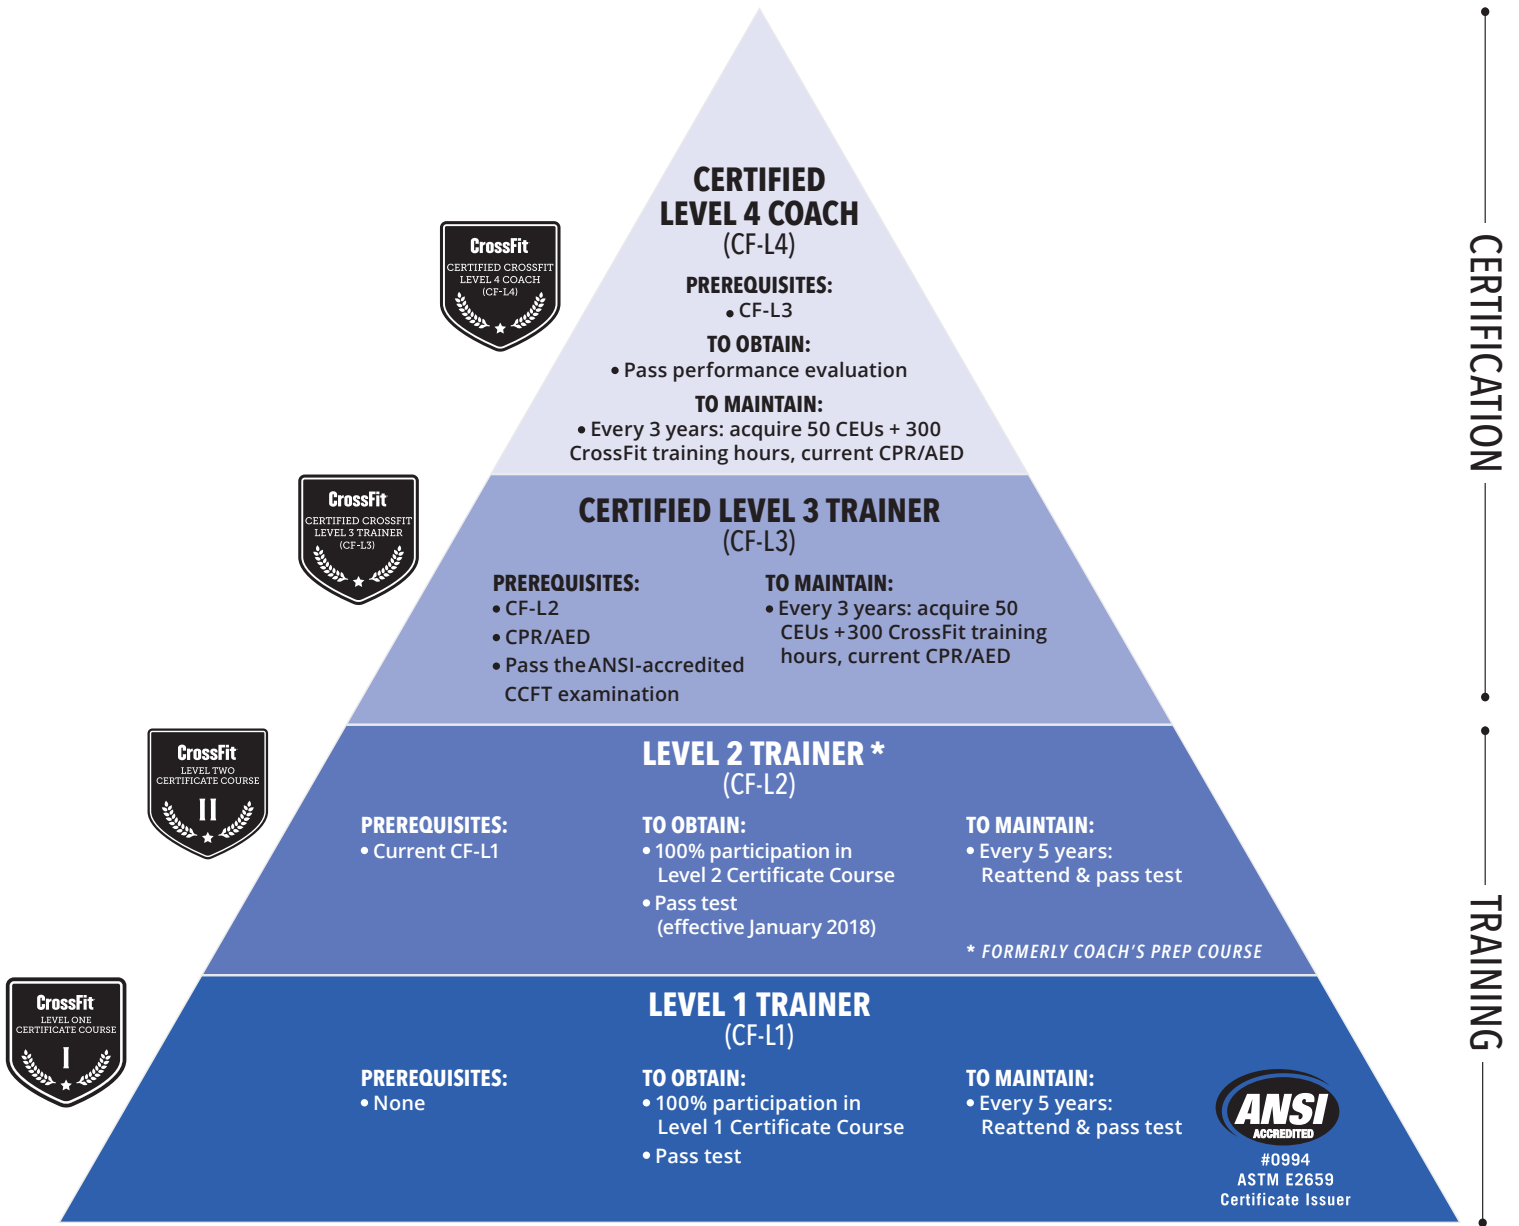 CERTIFIED
LEVEL 4 COACH
(CF-L4)
PREREQUISITES:
• CF-L3
TO OBTAIN:
• Pass performance evaluation
TO MAINTAIN:
• Every 3 years: acquire 50 CEUs + 300
CrossFit training hours, current CPR/AED
CrossFit
CERTIFIED CROSSFIT
LEVEL 4 COACH
(CF-L4)
CERTIFICATION
CERTIFIED LEVEL 3 TRAINER
(CF-L3)
PREREQUISITES:
• CF-L2
• CPR/AED
• Pass the ANSI-accredited
CCFT examination
TO MAINTAIN:
• Every 3 years: acquire 50
CEUs +300 CrossFit training
hours, current CPR/AED
CrossFit
CERTIFIED CROSSFIT
LEVEL 3 TRAINER
(CF-L3)
LEVEL 2 TRAINER *
(CF-L2)
PREREQUISITES:
• Current CF-L1
TO OBTAIN:
• 100% participation in
Level 2 Certificate Course
• Pass test
(effective January 2018)
TO MAINTAIN:
• Every 5 years:
Reattend & pass test
* FORMERLY COACH'S PREP COURSE
CrossFit
LEVEL TWO
CERTIFICATE COURSE
II
TRAINING
LEVEL 1 TRAINER
(CF-L1)
PREREQUISITES:
• None
TO OBTAIN:
• 100% participation in
Level 1 Certificate Course
• Pass test
TO MAINTAIN:
• Every 5 years:
Reattend & pass test
CrossFit
LEVEL ONE
CERTIFICATE COURSE
I
ANSI
ACCREDITED
#0994
ASTM E2659
Certificate Issuer